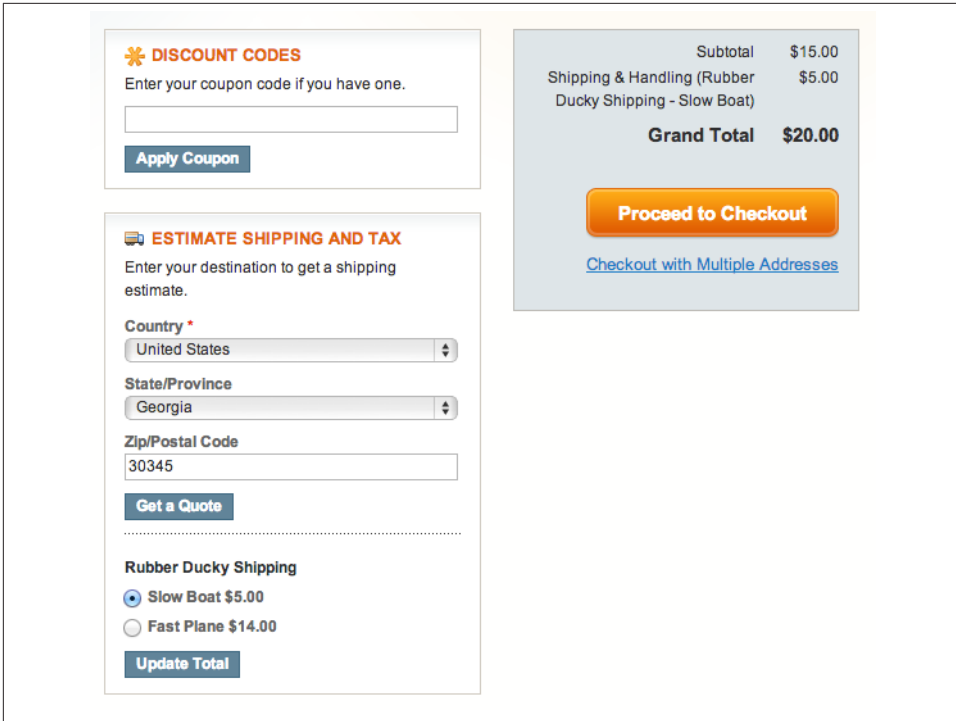 DISCOUNT CODES
Enter your coupon code if you have one.
Apply Coupon
ESTIMATE SHIPPING AND TAX
Enter your destination to get a shipping
estimate.
Country *
United States
State/Province
Georgia
Zip/Postal Code
30345
Get a Quote
Rubber Ducky Shipping
Slow Boat $5.00
Fast Plane $14.00
Update Total
Subtotal $15.00
Shipping & Handling (Rubber $5.00
Ducky Shipping - Slow Boat)
Grand Total $20.00
Proceed to Checkout
Checkout with Multiple Addresses